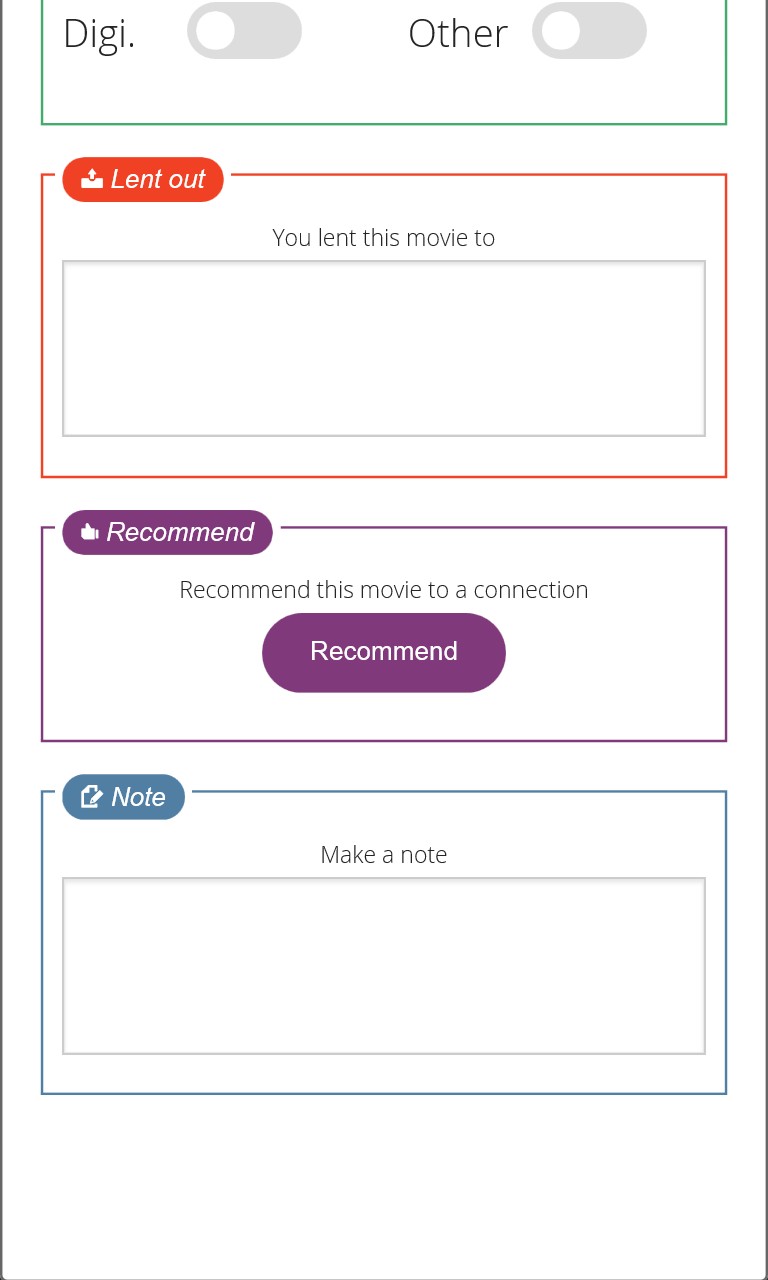 Digi. Other
Lent out
You lent this movie to
Recommend
Recommend this movie to a connection
Recommend
Note
Make a note